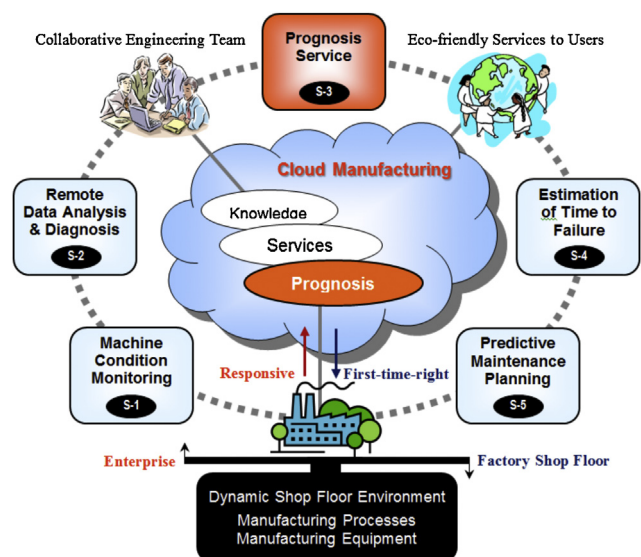 Collaborative Engineering Team
Prognosis
Service
S-3
Eco-friendly Services to Users
Cloud Manufacturing
Remote
Data Analysis
& Diagnosis
S-2
Knowledge
Services
Prognosis
Estimation
of Time to
Failure
S-4
Machine
Condition
Monitoring
S-1
Responsive
First-time-right
Predictive
Maintenance
Planning
S-5
Enterprise
Factory Shop Floor
Dynamic Shop Floor Environment
Manufacturing Processes
Manufacturing Equipment